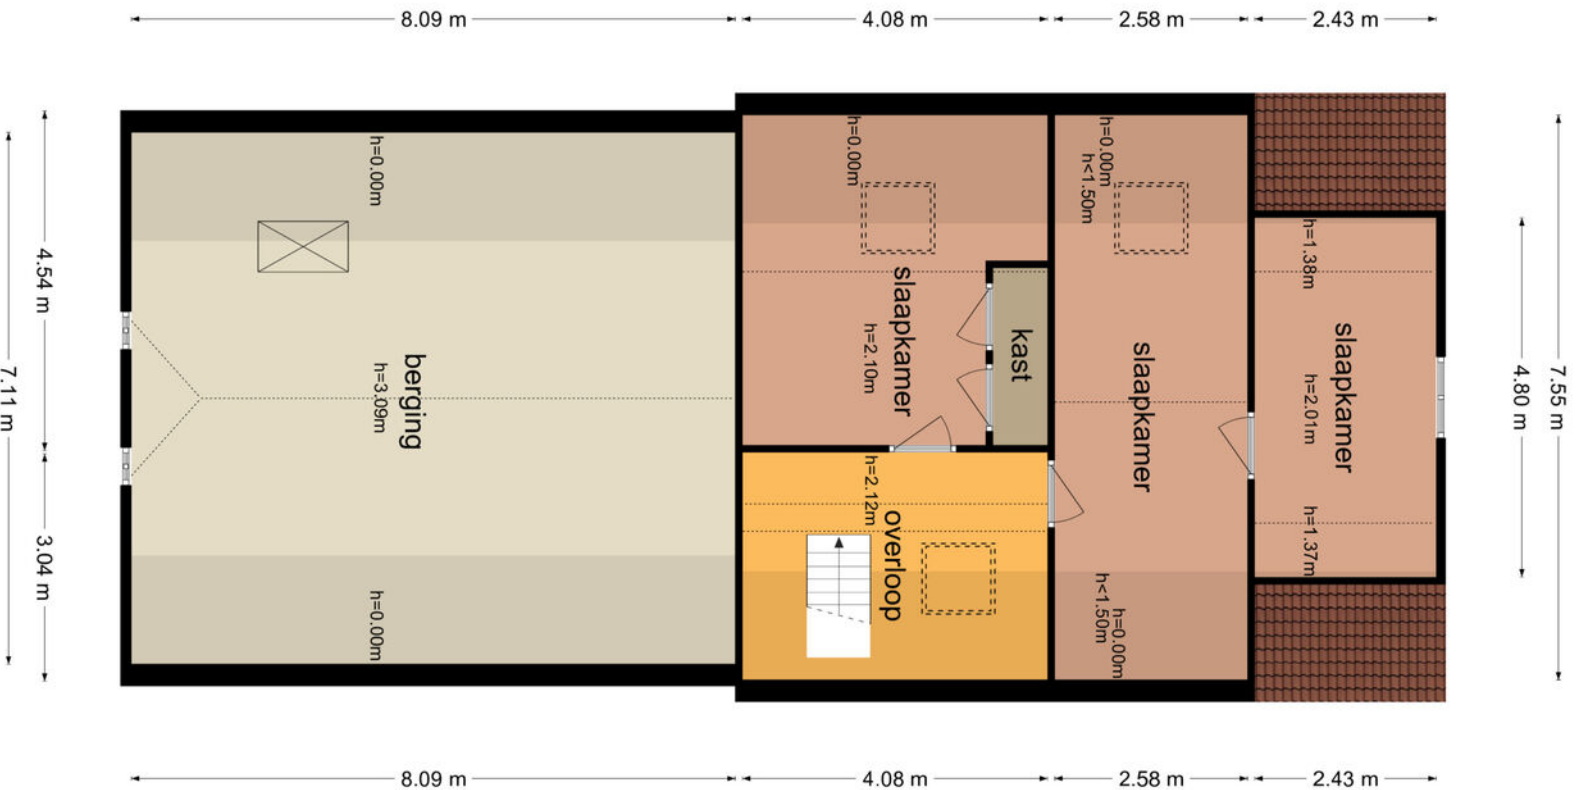 8.09 m
4.08 m
2.58 m
2.43 m
h=0.00m
h=0.00m
h=0.00m
h<1.50m
h=1.38m
4.54 m
7.11 m
berging
h=3.09m
slaapkamer
h=2.10m
kast
slaapkamer
slaapkamer
h=2.01m
4.80 m
7.55 m
h=2.12m
overloop
h=1.37m
3.04 m
h=0.00m
h<1.50m
h=0.00m
8.09 m
4.08 m
2.58 m
2.43 m